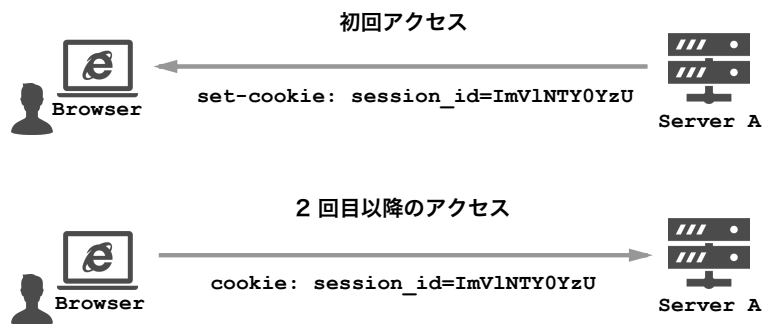 初回アクセス
set-cookie: session_id=ImVlNTY0YzU
Browser
Server A
2 回目以降のアクセス
cookie: session_id=ImVlNTY0YzU
Browser
Server A